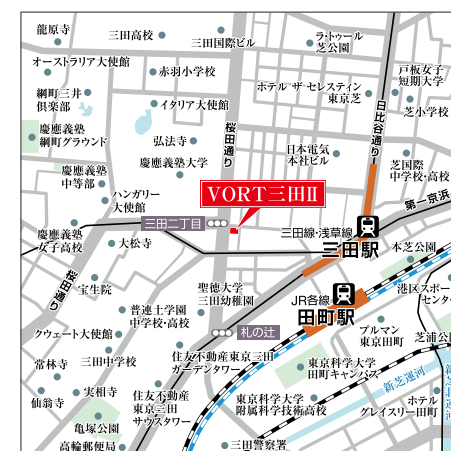 龍原寺
三田高校
三田国際ビル
ラ・トゥール
芝公園
オーストラリア大使館
赤羽小学校
戸板女子
短期大学
綱町三井
倶楽部
イタリア大使館
ホテル ザ・セレスティン
東京芝
芝小学校
桜田通り
日比谷通り
慶應義塾
綱町グラウンド
弘法寺
慶應義塾大学
日本電気
本社ビル
慶應義塾
中等部
芝国際
中学校・高校
ハンガリー
大使館
VORT三田II
第一京浜
三田二丁目
慶應義塾
女子高校
大松寺
三田線・浅草線
三田駅
本芝公園
桜田通り
宝生院
聖徳大学
三田幼稚園
JR各線
田町駅
港区スポー
センタ
普連土学園
中学校・高校
札の辻
クウェート大使館
プルマン
東京田町
芝浦公
常林寺
三田中学校
住友不動産東京三田
ガーデンタワー
東京科学大学
田町キャンパス
新芝運河
新芝
仙翁寺
実相寺
住友不動産
東京三田
サウスタワー
東京科学大学
附属科学技術高校
ホテル
グレイスリー田町
亀塚公園
高輪郵便局
三田警察署